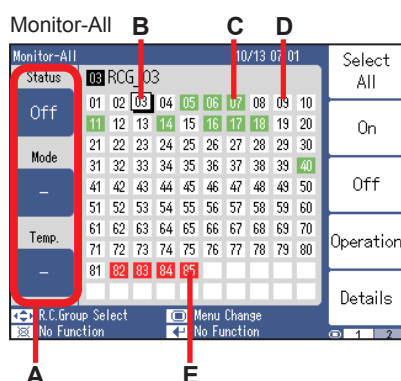 Monitor-All B C D
Monitor-All 10/13 07:01
Status 03 RCG_03
Off
Mode
–
Temp.
–
01 02 03 04 05 06 07 08 09 10
11 12 13 14 15 16 17 18 19 20
21 22 23 24 25 26 27 28 29 30
31 32 33 34 35 36 37 38 39 40
41 42 43 44 45 46 47 48 49 50
51 52 53 54 55 56 57 58 59 60
61 62 63 64 65 66 67 68 69 70
71 72 73 74 75 76 77 78 79 80
81 82 83 84 85
Select
All
On
Off
Operation
Details
R.C.Group Select Menu Change
No Function No Function
1 2
A E